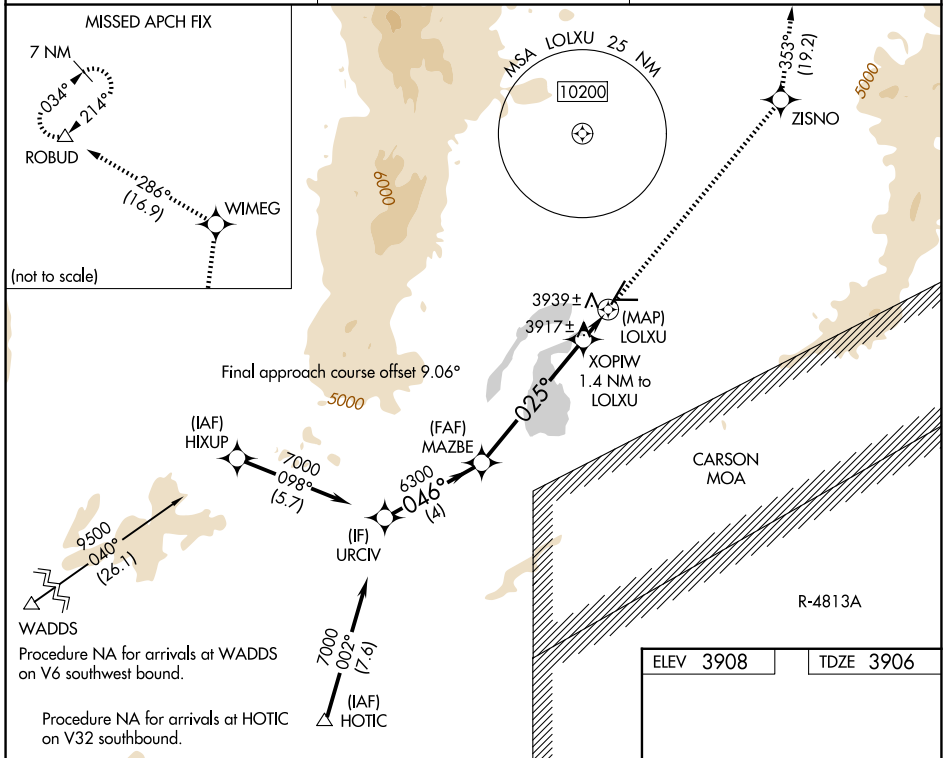 MISSED APCH FIX
7 NM
034°
214°
ROBUD
286°
(16.9)
WIMEG
(not to scale)
MSA LOLXU 25 NM
10200
353°
(19.2)
ZISNO
5000
6000
3939±
3917±
(MAP)
LOLXU
XOPIW
1.4 NM to
LOLXU
Final approach course offset 9.06°
5000
025°
(IAF)
HIXUP
7000
098°
(5.7)
(FAF)
MAZBE
6300
046°
(4)
(IF)
URCIV
CARSON
MOA
9500
040°
(26.1)
WADDS
R-4813A
Procedure NA for arrivals at WADDS
on V6 southwest bound.
7000
002°
(7.6)
(IAF)
HOTIC
Procedure NA for arrivals at HOTIC
on V32 southbound.
ELEV 3908
TDZE 3906